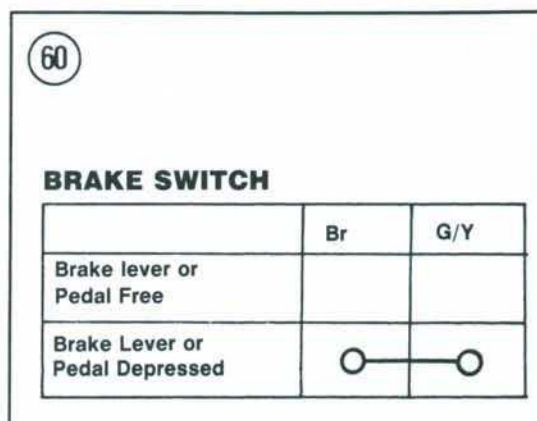 60
BRAKE SWITCH
Br G/Y
Brake lever or
Pedal Free
Brake Lever or
Pedal Depressed